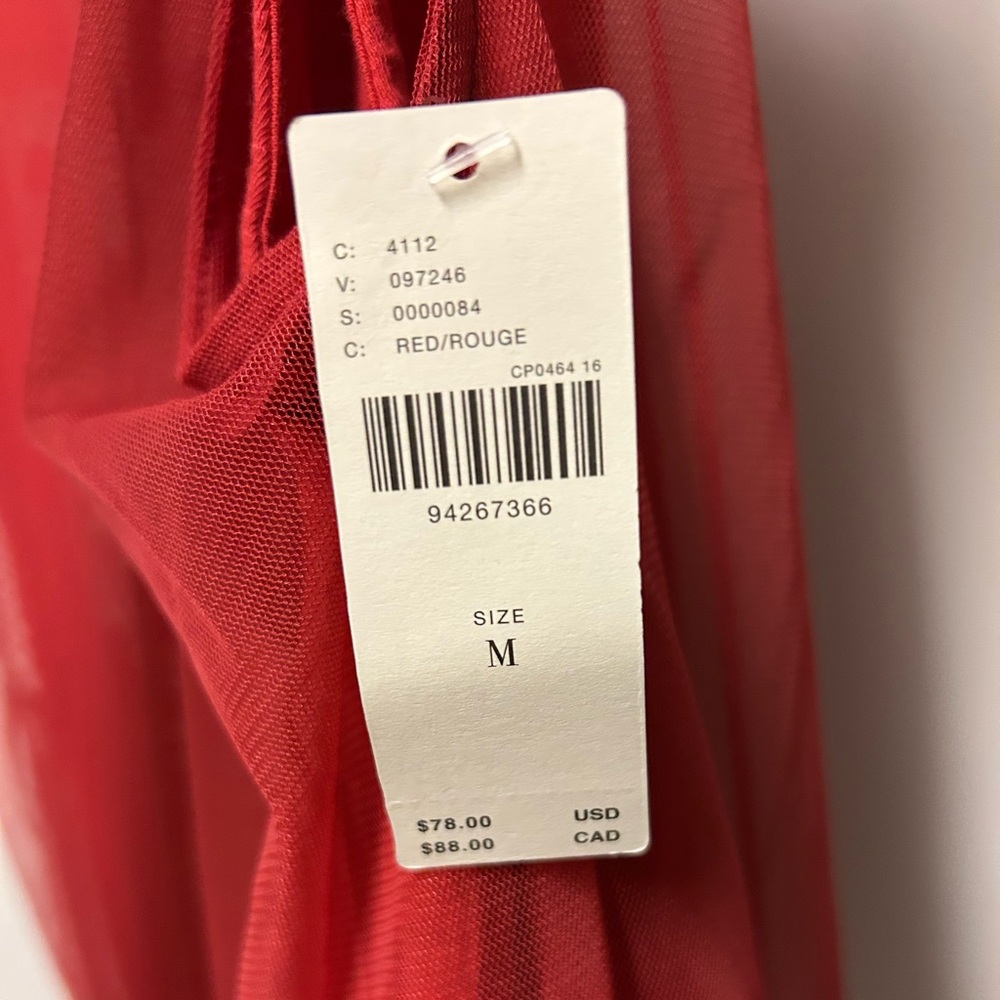 C: 4112
V: 097246
S: 0000084
C: RED/ROUGE
CP0464 16
94267366
SIZE
M
$78.00 USD
$88.00 CAD